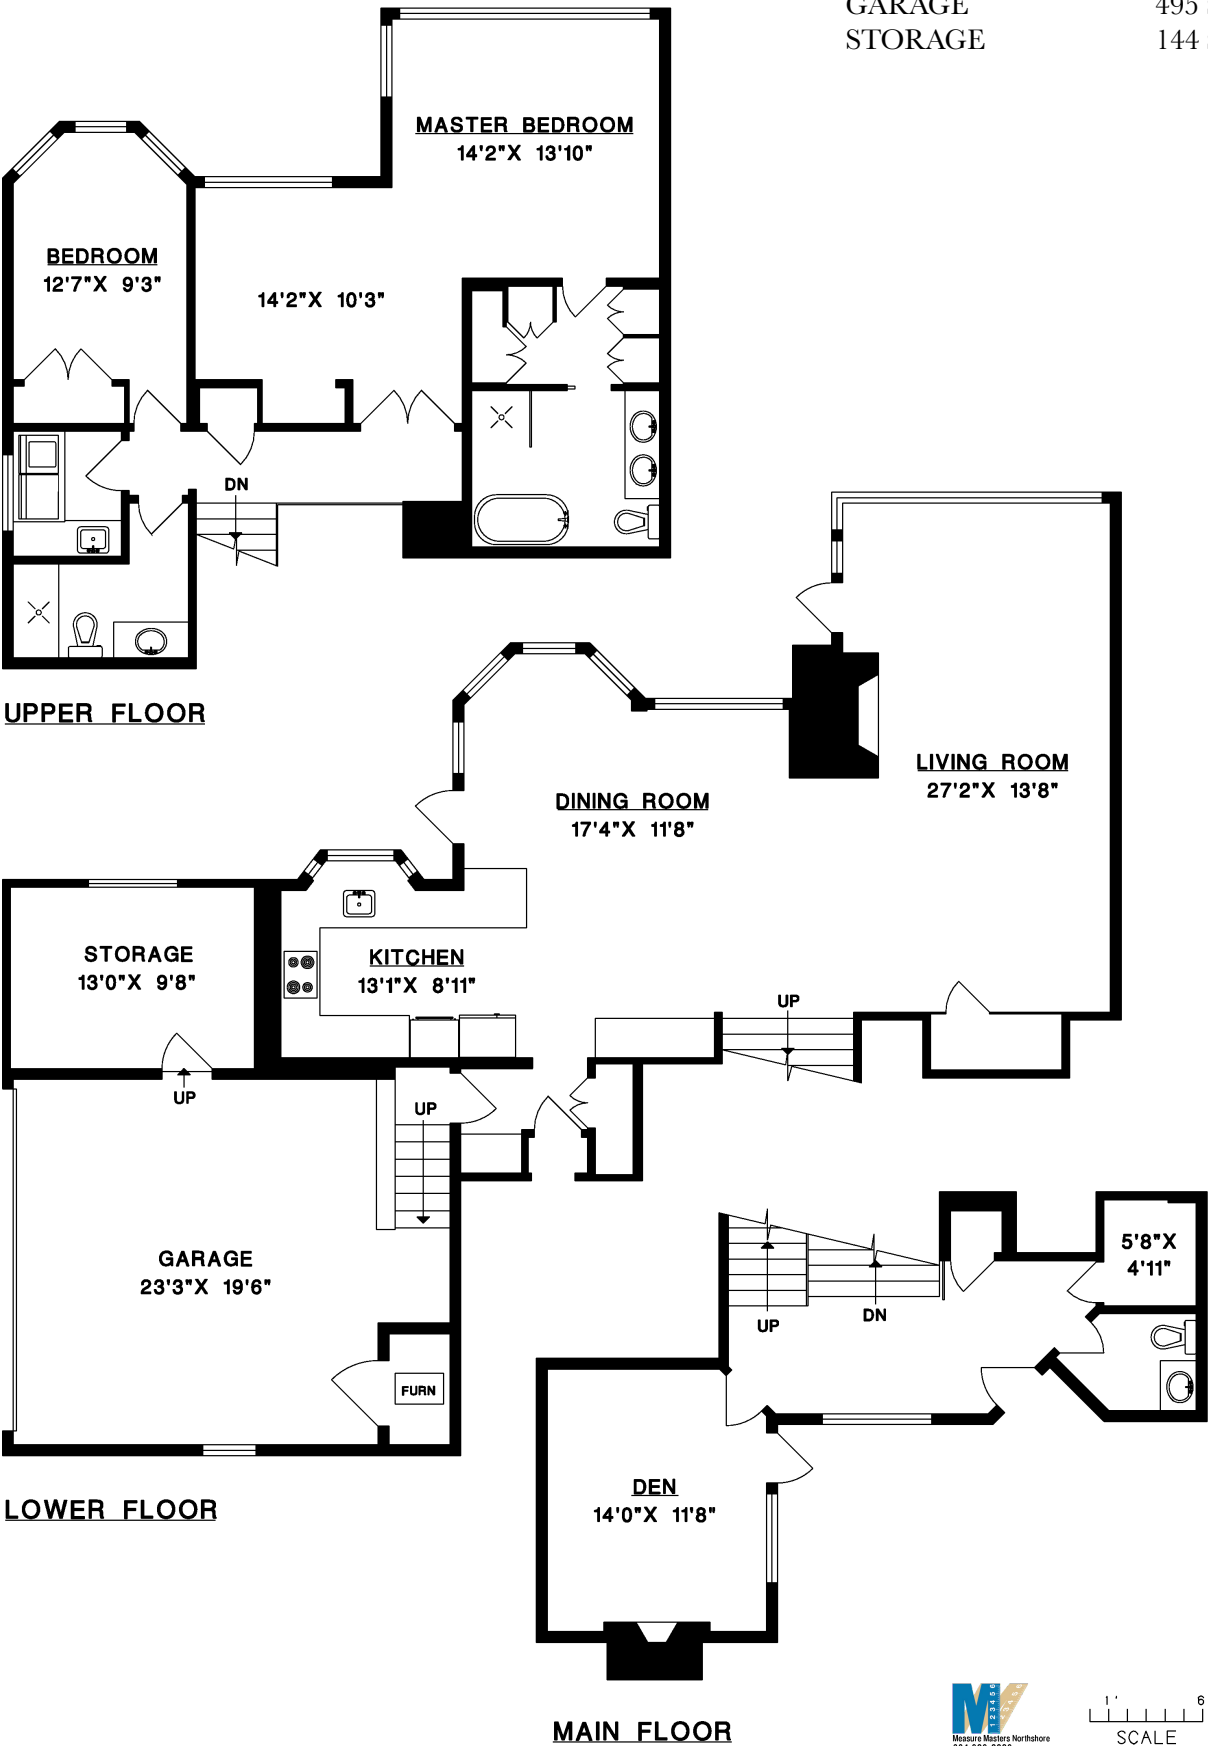 GARAGE 495
STORAGE 144
MASTER BEDROOM
14'2"X 13'10"
BEDROOM
12'7"X 9'3"
14'2"X 10'3"
DN
UPPER FLOOR
LIVING ROOM
27'2"X 13'8"
DINING ROOM
17'4"X 11'8"
STORAGE
13'0"X 9'8"
KITCHEN
13'1"X 8'11"
UP
UP
UP
GARAGE
23'3"X 19'6"
5'8"X
4'11"
UP
DN
FURN
DEN
14'0"X 11'8"
LOWER FLOOR
MAIN FLOOR
123456
Measure Masters Northshore
1' 6
SCALE